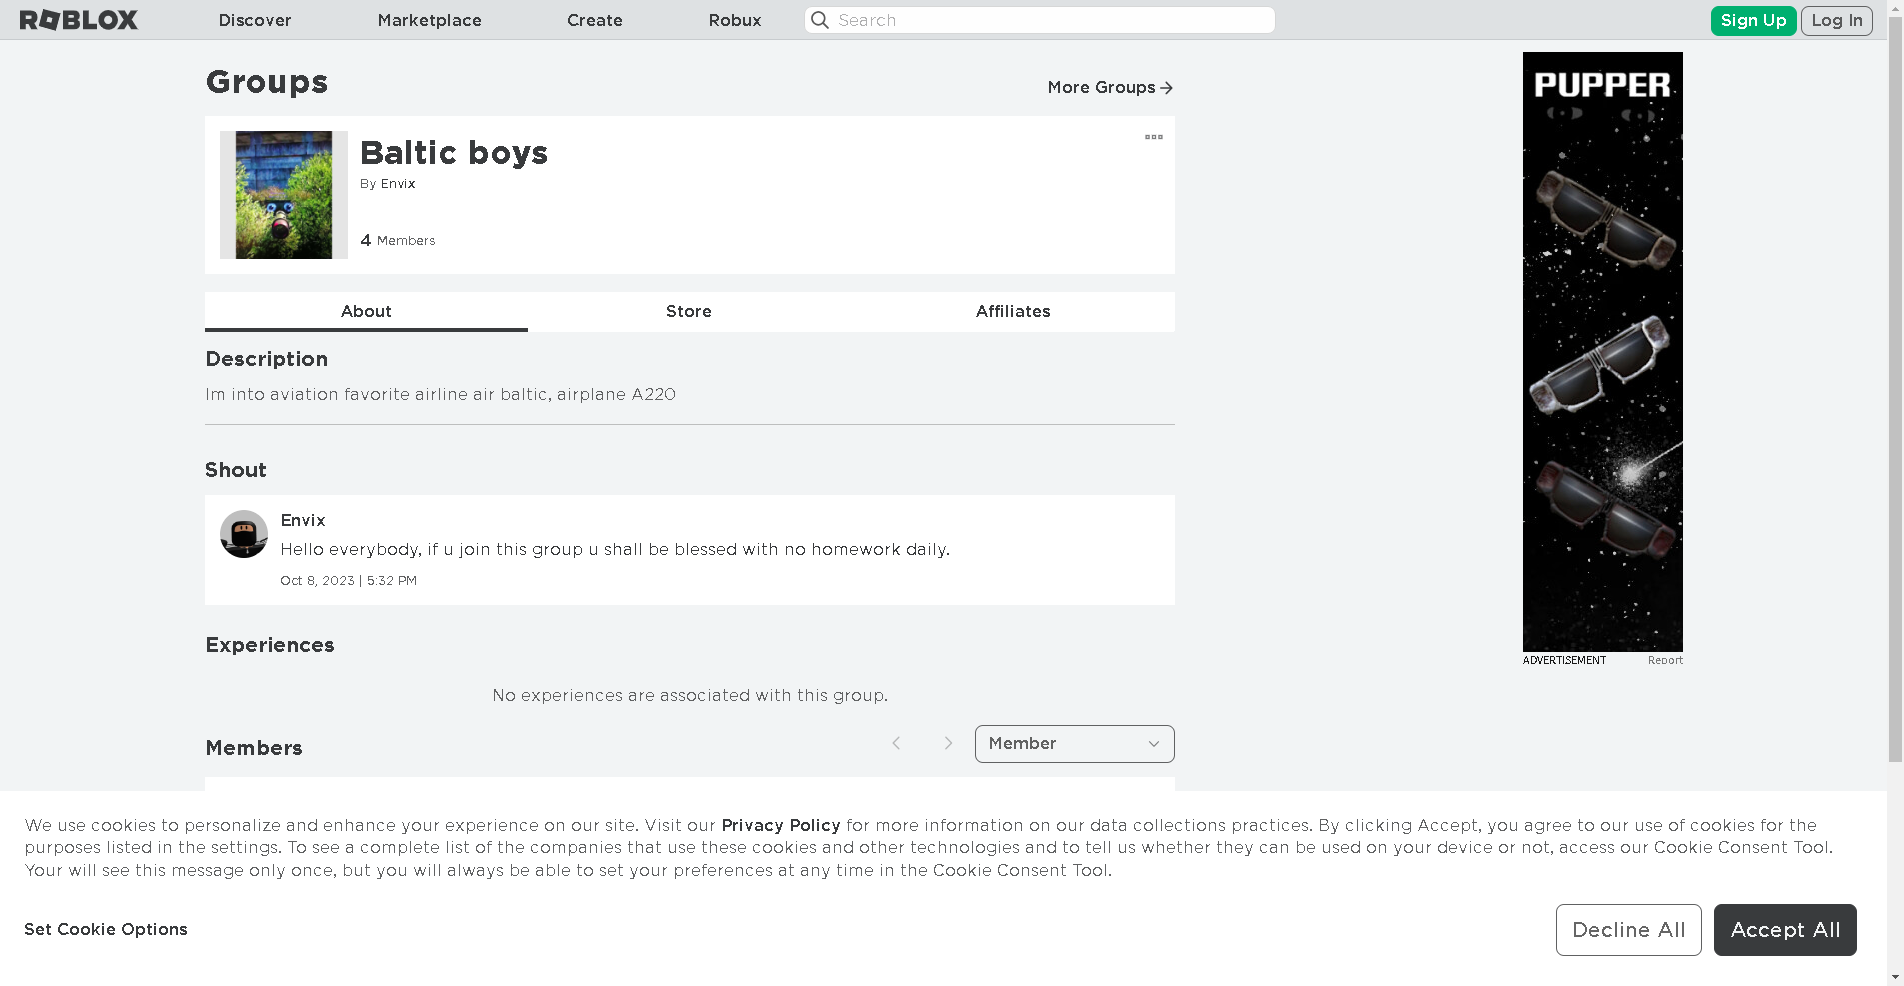 ROBLOX
Discover
Marketplace
Create
Robux
Search
Sign Up
Log In
Groups
More Groups
Baltic boys
By Envix
4 Members
About
Store
Affiliates
Description
Im into aviation favorite airline air baltic, airplane A220
Shout
Envix
Hello everybody, if u join this group u shall be blessed with no homework daily.
Oct 8, 2023 | 5:32 PM
Experiences
No experiences are associated with this group.
Members
Member
PUPPER
ADVERTISEMENT
Report
We use cookies to personalize and enhance your experience on our site. Visit our Privacy Policy for more information on our data collections practices. By clicking Accept, you agree to our use of cookies for the
purposes listed in the settings. To see a complete list of the companies that use these cookies and other technologies and to tell us whether they can be used on your device or not, access our Cookie Consent Tool.
Your will see this message only once, but you will always be able to set your preferences at any time in the Cookie Consent Tool.
Set Cookie Options
Decline All
Accept All